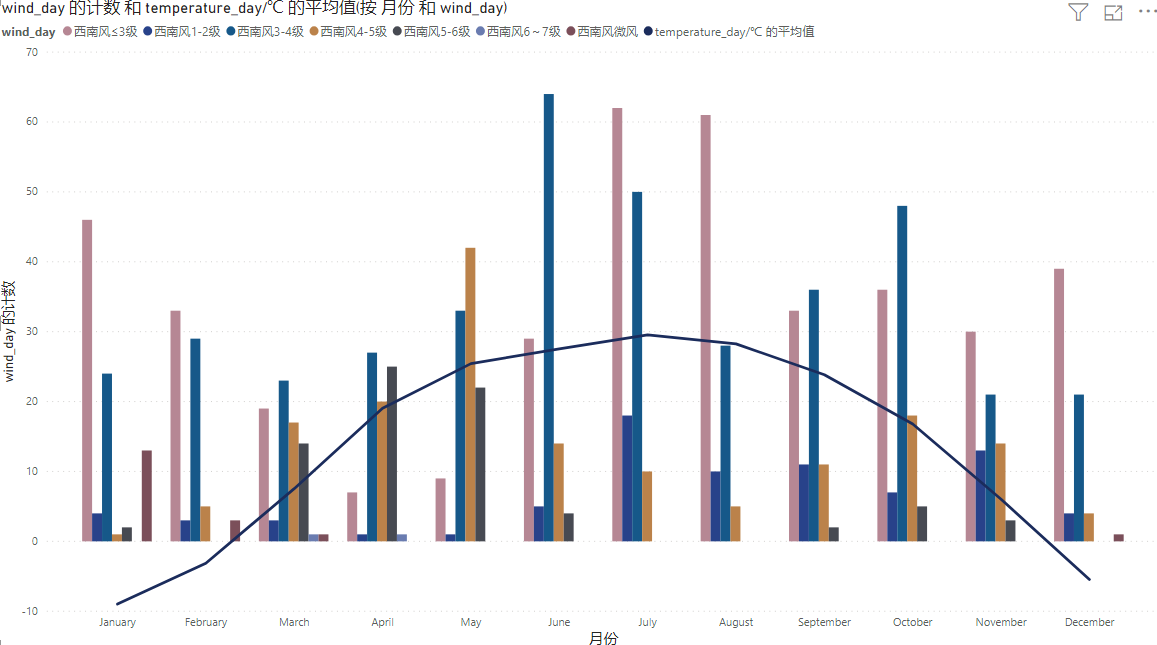 wind_day 的计数 和 temperature_day/℃ 的平均值(按 月份 和 wind_day)
wind_day 西南风≤3级 西南风1-2级 西南风3-4级 西南风4-5级 西南风5-6级 西南风6～7级 西南风微风 temperature_day/℃ 的平均值
70
60
50
40
30
20
10
0
-10
wind_day 的计数
January February March April May June July August September October November December
月份